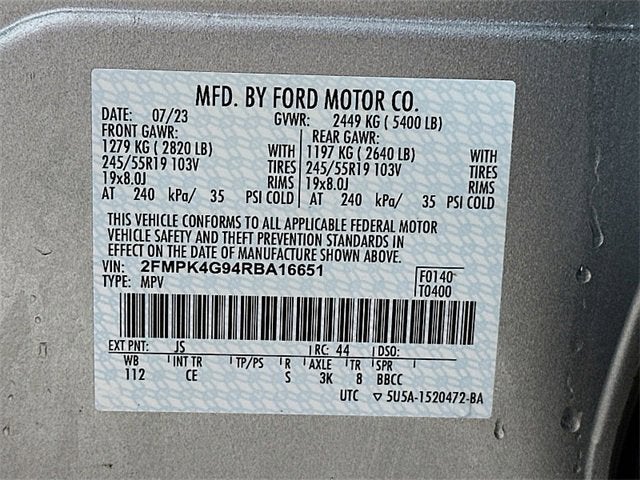 MFD. BY FORD MOTOR CO.
DATE: 07/23 GVWR: 2449 KG ( 5400 LB)
FRONT GAWR: REAR GAWR:
1279 KG ( 2820 LB) WITH 1197 KG ( 2640 LB) WITH
245/55R19 103V TIRES 245/55R19 103V TIRES
19x8.0J RIMS 19x8.0J RIMS
AT 240 kPa/ 35 PSI COLD AT 240 kPa/ 35 PSI COLD
THIS VEHICLE CONFORMS TO ALL APPLICABLE FEDERAL MOTOR
VEHICLE SAFETY AND THEFT PREVENTION STANDARDS IN
EFFECT ON THE DATE OF MANUFACTURE SHOWN ABOVE.
VIN: 2FMPK4G94RBA16651 F0140
TYPE: MPV T0400
EXT PNT: JS RC: 44 DSO:
WB INT TR TP/PS R AXLE TR SPR
112 CE S 3K 8 BBCC
UTC ▽ 5U5A-1520472-BA